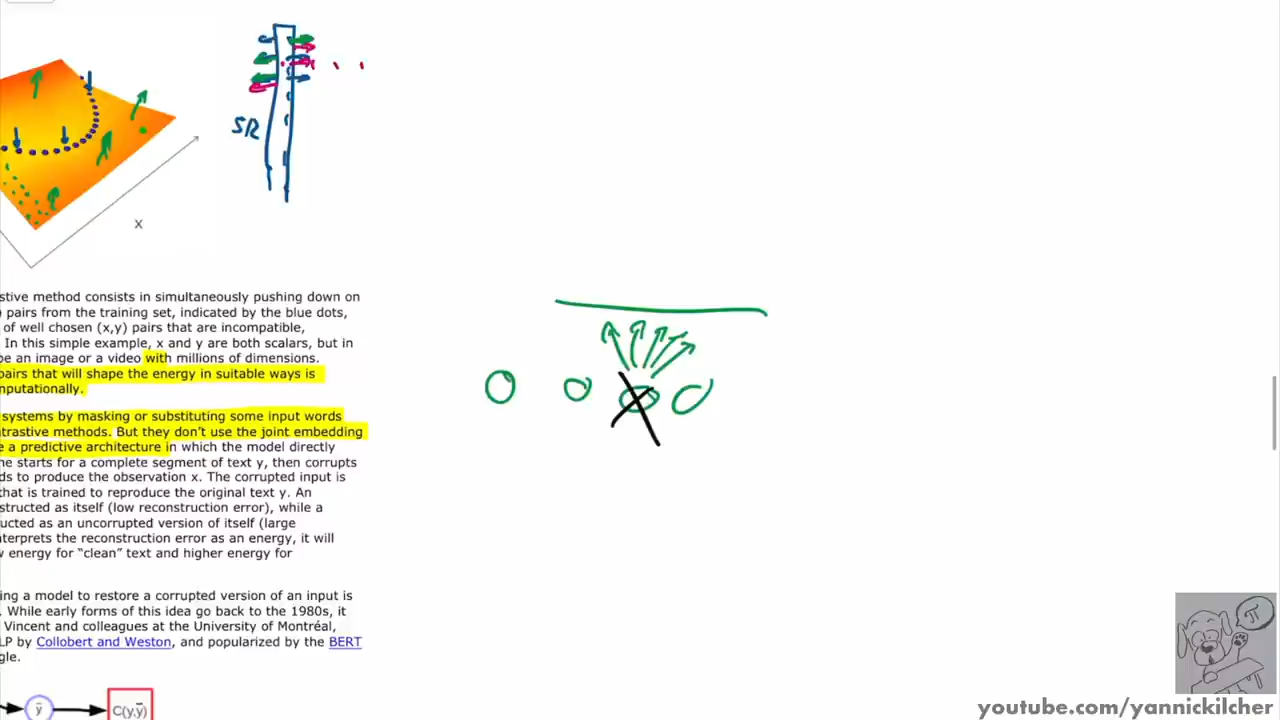 SR
X
stive method consists in simultaneously pushing down on
pairs from the training set, indicated by the blue dots,
of well chosen (x,y) pairs that are incompatible,
In this simple example, x and y are both scalars, but in
be an image or a video with millions of dimensions.
pairs that will shape the energy in suitable ways is
mputationally.
systems by masking or substituting some input words
trastive methods. But they don’t use the joint embedding
e a predictive architecture in which the model directly
ne starts for a complete segment of text y, then corrupts
ds to produce the observation x. The corrupted input is
that is trained to reproduce the original text y. An
structed as itself (low reconstruction error), while a
ucted as an uncorrupted version of itself (large
nterprets the reconstruction error as an energy, it will
w energy for “clean” text and higher energy for
ing a model to restore a corrupted version of an input is
. While early forms of this idea go back to the 1980s, it
Vincent and colleagues at the University of Montréal,
LP by Collobert and Weston, and popularized by the BERT
gle.
ȳ
C(y,ȳ)
π
youtube.com/yannickilcher